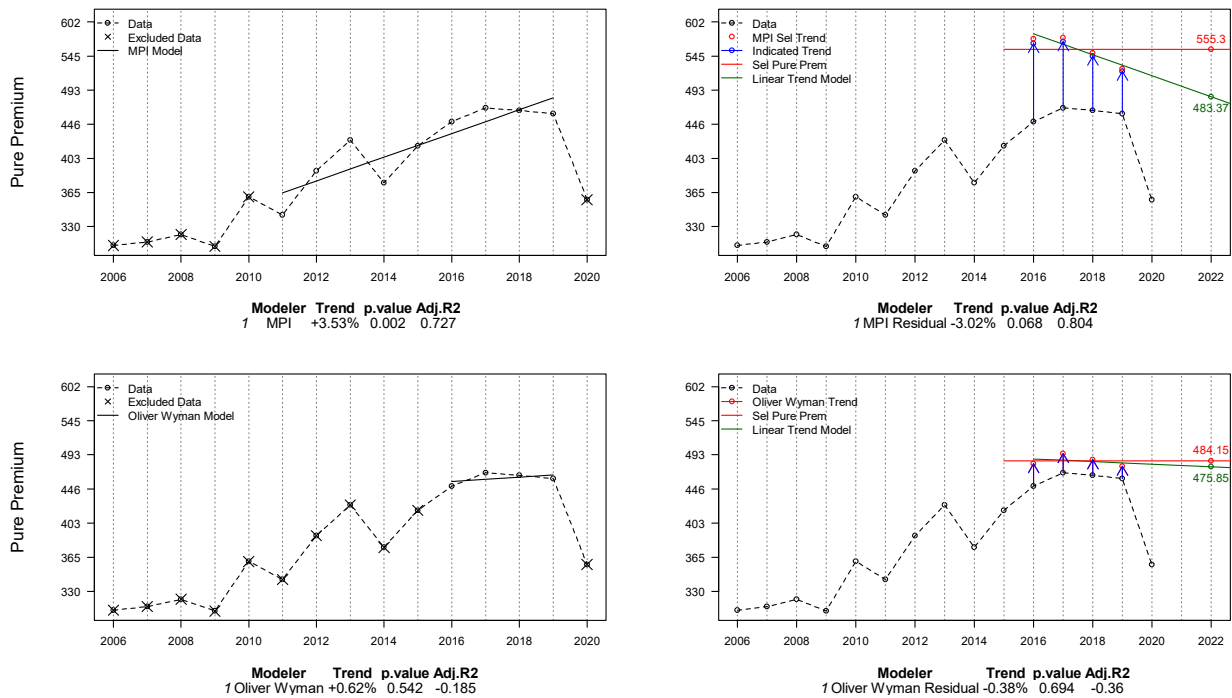 Pure Premium
602
545
493
446
403
365
330
Data
Excluded Data
MPI Model
2006 2008 2010 2012 2014 2016 2018 2020
Modeler Trend p.value Adj.R2
1 MPI +3.53% 0.002 0.727
602
545
493
446
403
365
330
Data
MPI Sel Trend
Indicated Trend
Sel Pure Prem
Linear Trend Model
555.3
483.37
2006 2008 2010 2012 2014 2016 2018 2020 2022
Modeler Trend p.value Adj.R2
1 MPI Residual -3.02% 0.068 0.804
Pure Premium
602
545
493
446
403
365
330
Data
Excluded Data
Oliver Wyman Model
2006 2008 2010 2012 2014 2016 2018 2020
Modeler Trend p.value Adj.R2
1 Oliver Wyman +0.62% 0.542 -0.185
602
545
493
446
403
365
330
Data
Oliver Wyman Trend
Sel Pure Prem
Linear Trend Model
484.15
475.85
2006 2008 2010 2012 2014 2016 2018 2020 2022
Modeler Trend p.value Adj.R2
1 Oliver Wyman Residual -0.38% 0.694 -0.36